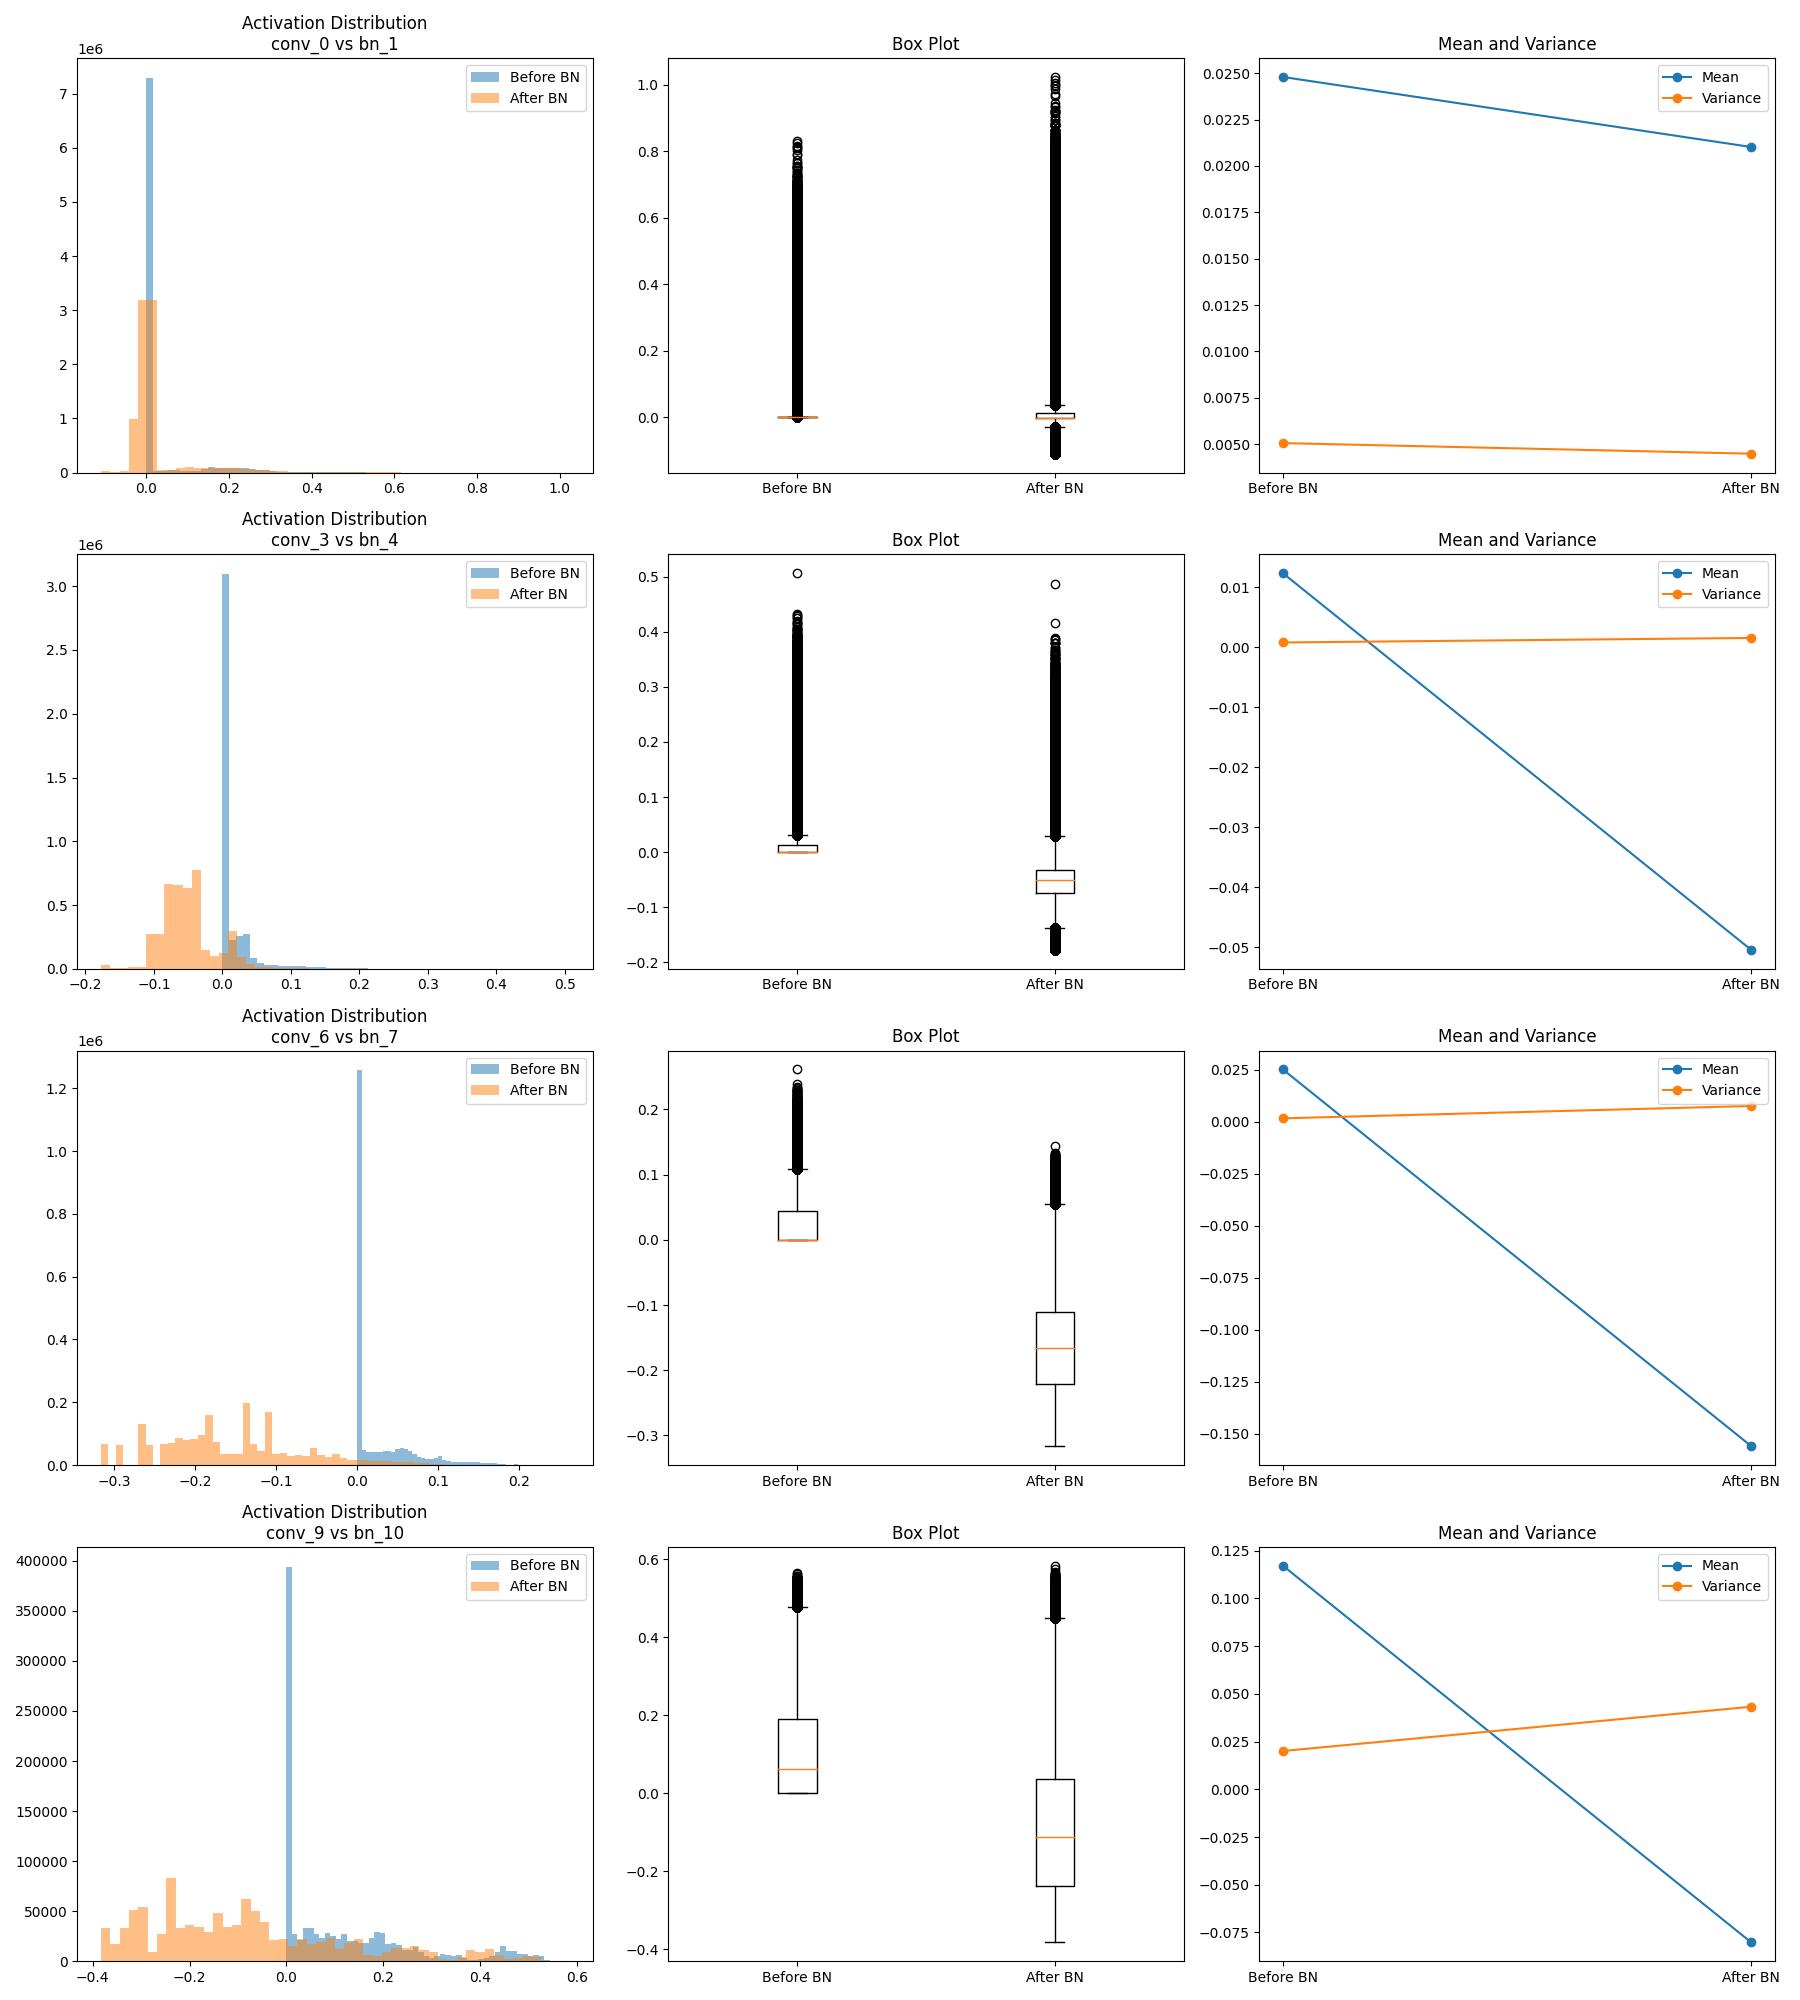 Activation Distribution
conv_0 vs bn_1
1e6
Before BN
After BN
7
6
5
4
3
2
1
0
0.0 0.2 0.4 0.6 0.8 1.0
Box Plot
1.0
0.8
0.6
0.4
0.2
0.0
Before BN After BN
Mean and Variance
Mean
Variance
0.0250
0.0225
0.0200
0.0175
0.0150
0.0125
0.0100
0.0075
0.0050
Before BN After BN
Activation Distribution
conv_3 vs bn_4
1e6
Before BN
After BN
3.0
2.5
2.0
1.5
1.0
0.5
0.0
−0.2 −0.1 0.0 0.1 0.2 0.3 0.4 0.5
Box Plot
0.5
0.4
0.3
0.2
0.1
0.0
−0.1
−0.2
Before BN After BN
Mean and Variance
Mean
Variance
0.01
0.00
−0.01
−0.02
−0.03
−0.04
−0.05
Before BN After BN
Activation Distribution
conv_6 vs bn_7
1e6
Before BN
After BN
1.2
1.0
0.8
0.6
0.4
0.2
0.0
−0.3 −0.2 −0.1 0.0 0.1 0.2
Box Plot
0.2
0.1
0.0
−0.1
−0.2
−0.3
Before BN After BN
Mean and Variance
Mean
Variance
0.025
0.000
−0.025
−0.050
−0.075
−0.100
−0.125
−0.150
Before BN After BN
Activation Distribution
conv_9 vs bn_10
Before BN
After BN
400000
350000
300000
250000
200000
150000
100000
50000
0
−0.4 −0.2 0.0 0.2 0.4 0.6
Box Plot
0.6
0.4
0.2
0.0
−0.2
−0.4
Before BN After BN
Mean and Variance
Mean
Variance
0.125
0.100
0.075
0.050
0.025
0.000
−0.025
−0.050
−0.075
Before BN After BN